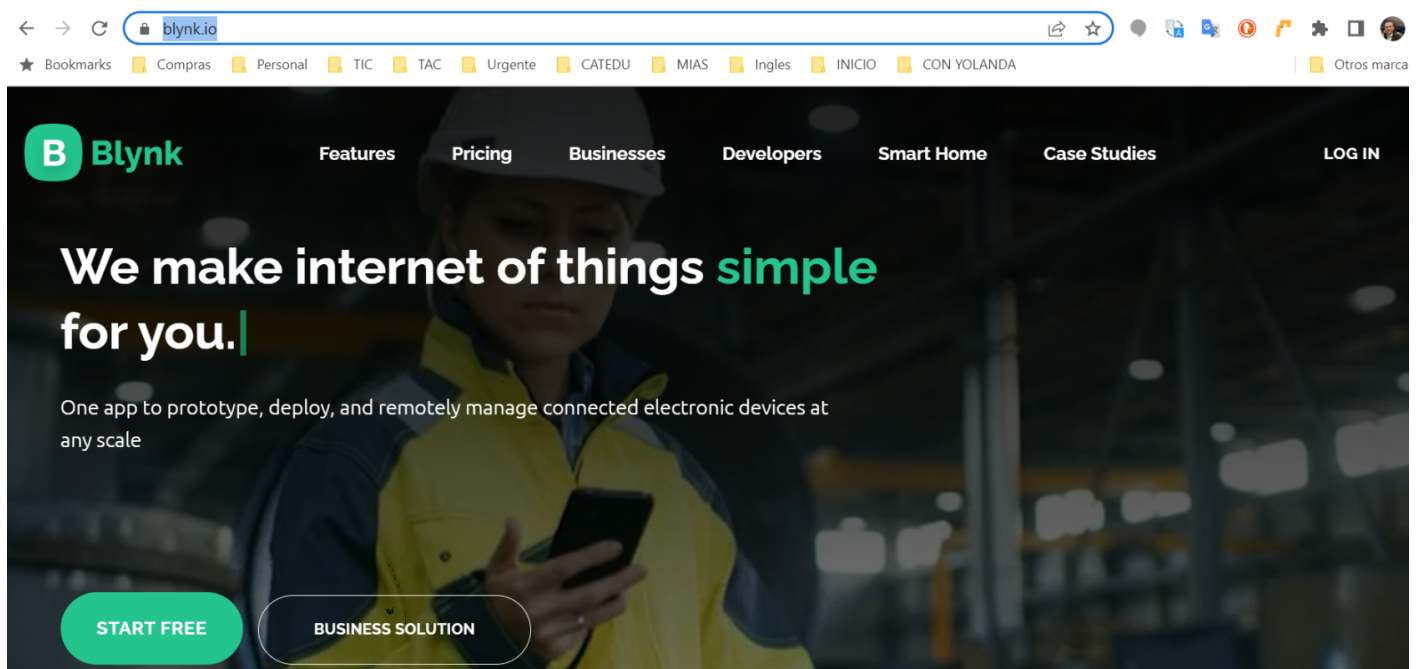 blynk.io
Bookmarks Compras Personal TIC TAC Urgente CATEDU MIAS Ingles INICIO CON YOLANDA Otros marca
B Blynk Features Pricing Businesses Developers Smart Home Case Studies LOG IN
We make internet of things simple
for you.
One app to prototype, deploy, and remotely manage connected electronic devices at
any scale
START FREE BUSINESS SOLUTION